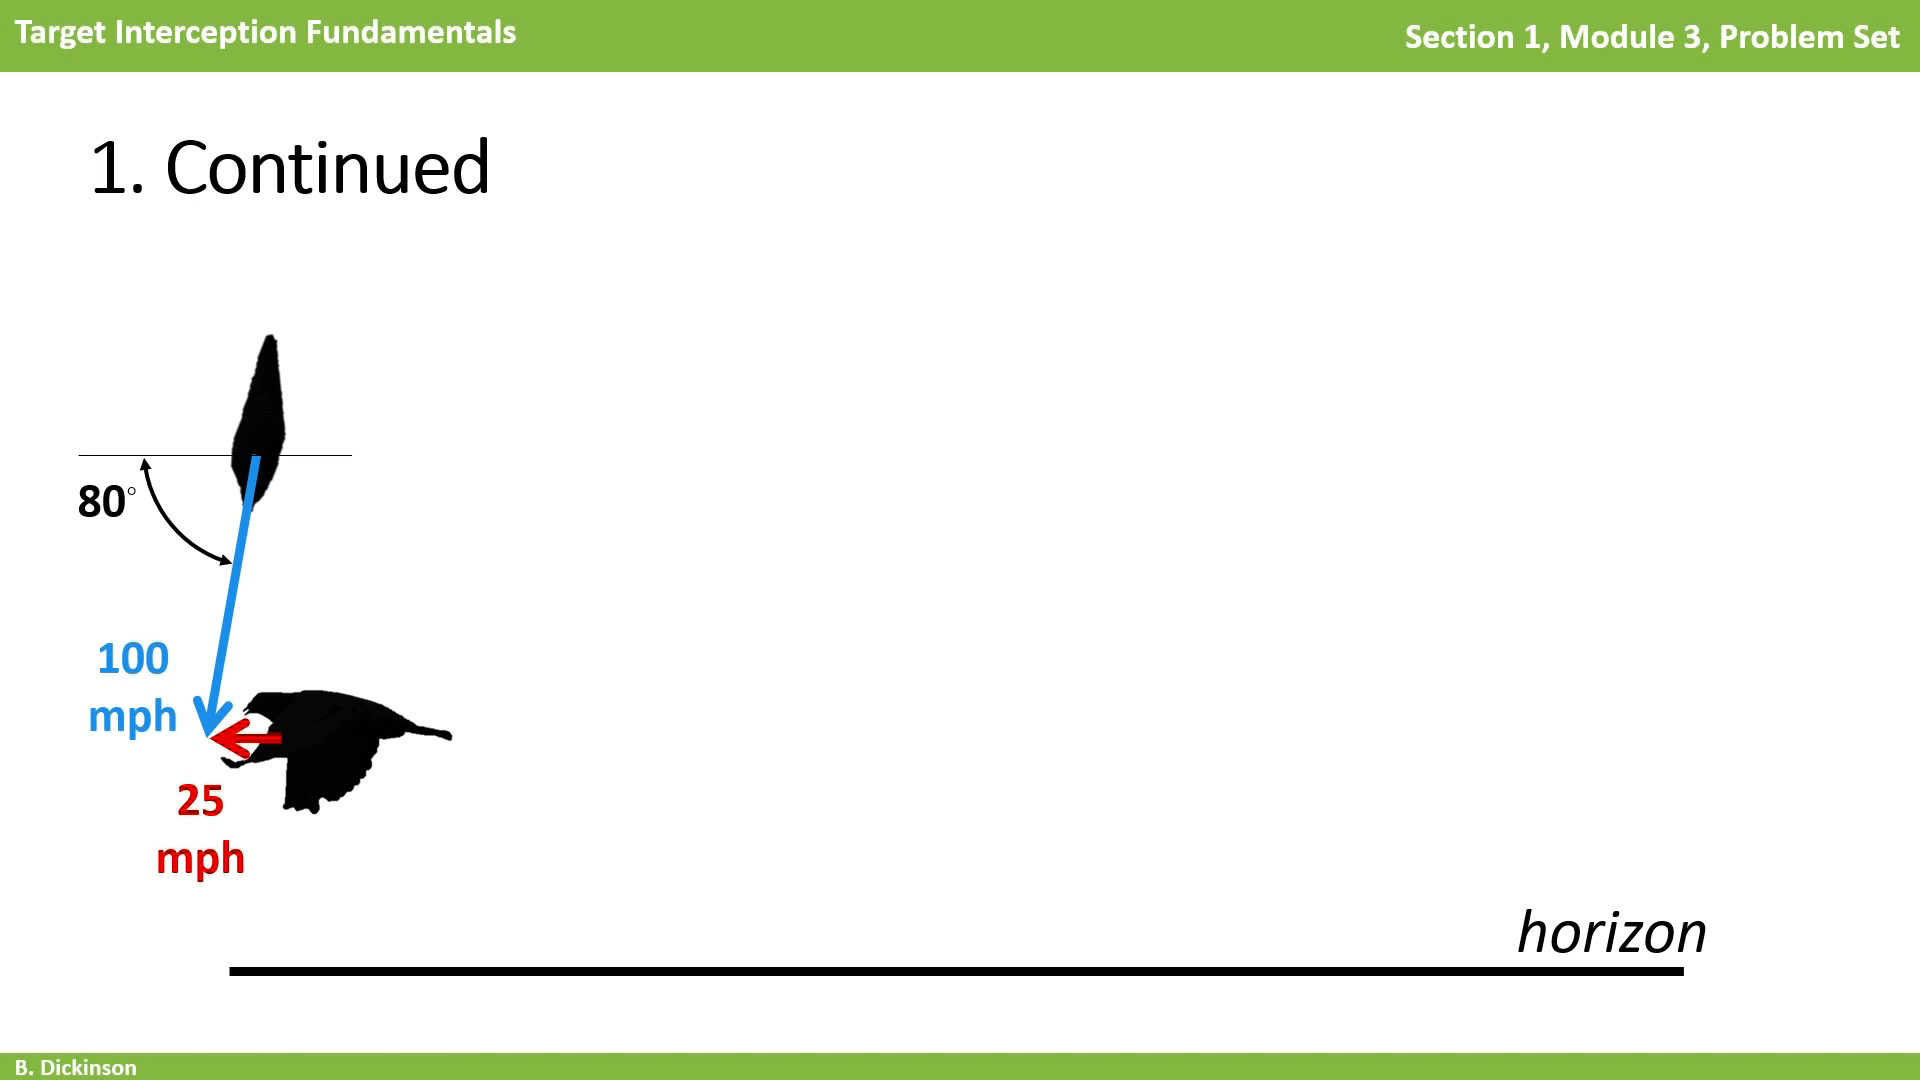 Target Interception Fundamentals
Section 1, Module 3, Problem Set
1. Continued
80°
100
mph
25
mph
horizon
B. Dickinson